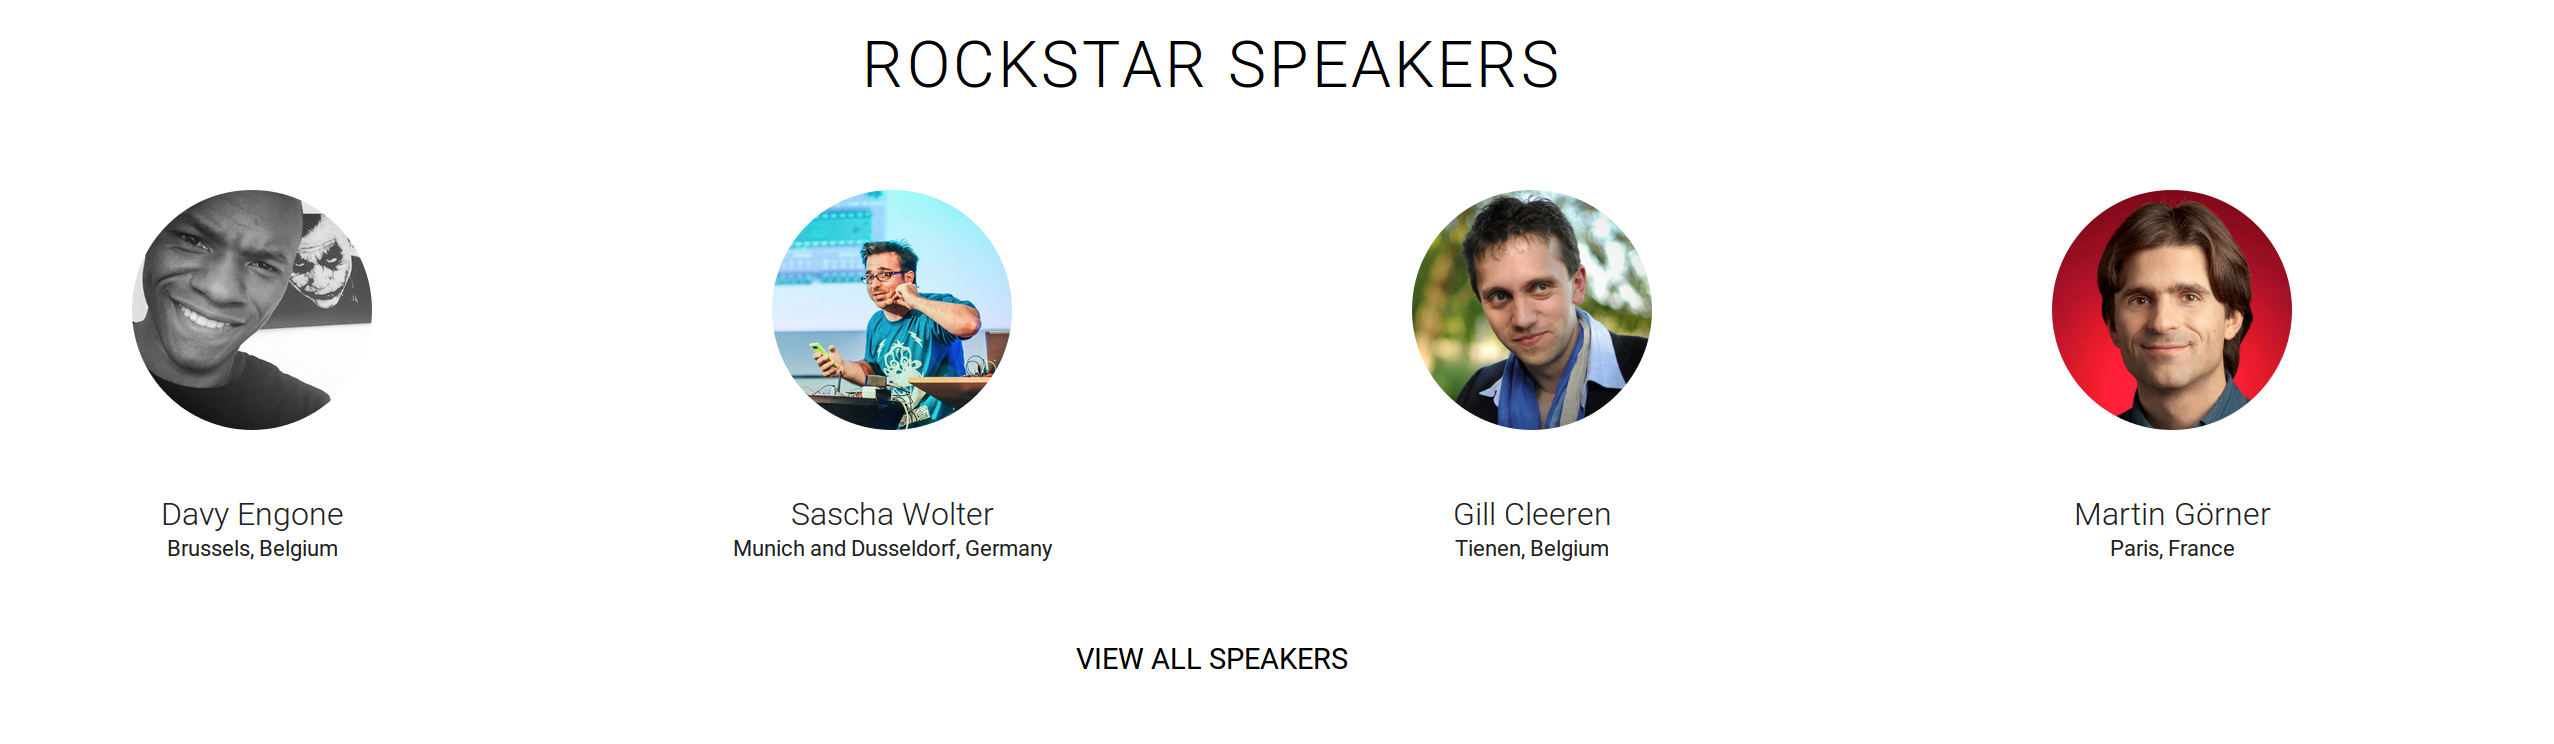 ROCKSTAR SPEAKERS
Davy Engone
Brussels, Belgium
Sascha Wolter
Munich and Dusseldorf, Germany
Gill Cleeren
Tienen, Belgium
Martin Görner
Paris, France
VIEW ALL SPEAKERS